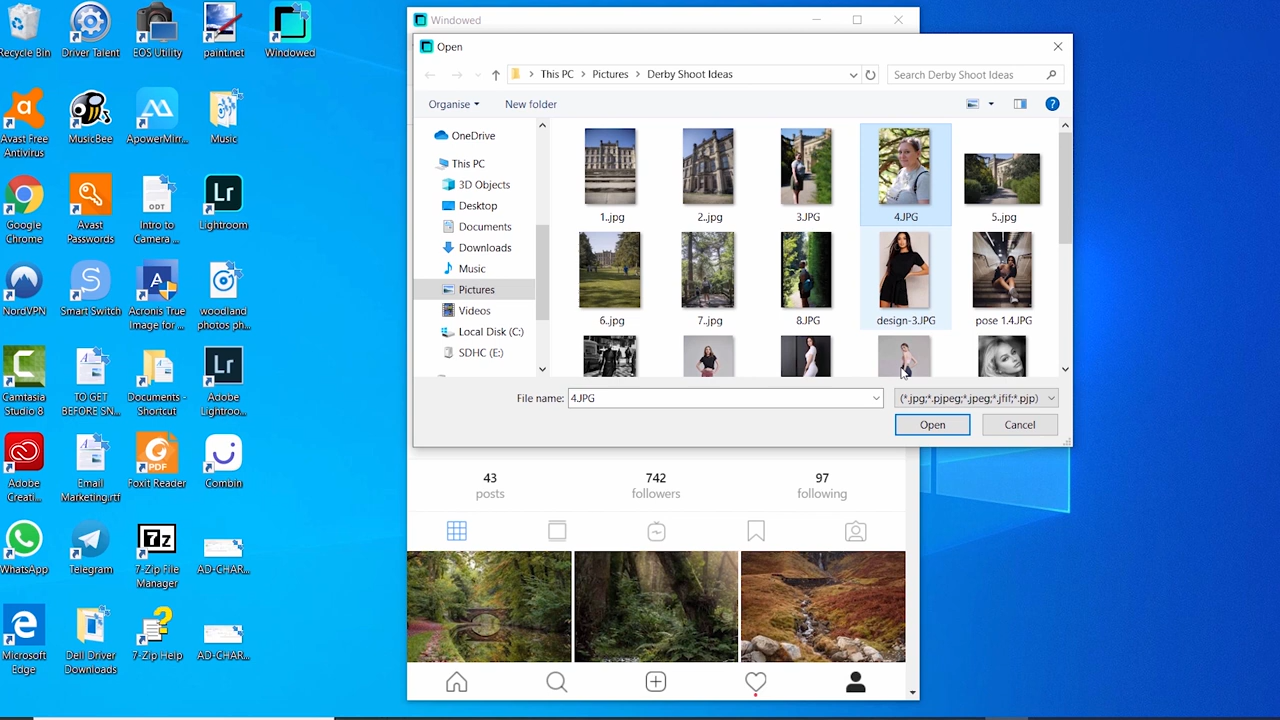 Recycle Bin
Driver Talent
EOS Utility
paint.net
Windowed
Avast Free
Antivirus
MusicBee
ApowerMirr...
Music
Google
Chrome
Avast
Passwords
ODT
Intro to
Camera ...
Lr
Lightroom
NordVPN
S
Smart Switch
Acronis True
Image for ...
woodland
photos ph...
Camtasia
Studio 8
TO GET
BEFORE SN...
Documents -
Shortcut
Lr
Adobe
Lightroo...
Adobe
Creati...
Email
Marketing.rtf
PDF
Foxit Reader
Combin
WhatsApp
Telegram
7z
7-Zip File
Manager
AD-CHAR...
Microsoft
Edge
Dell Driver
Downloads
7-Zip Help
AD-CHAR...
Windowed
Open
This PC > Pictures > Derby Shoot Ideas
Search Derby Shoot Ideas
Organise
New folder
OneDrive
This PC
3D Objects
Desktop
Documents
Downloads
Music
Pictures
Videos
Local Disk (C:)
SDHC (E:)
1..jpg
2..jpg
3.JPG
4.JPG
5..jpg
6..jpg
7..jpg
8.JPG
design-3.JPG
pose 1.4.JPG
File name: 4.JPG
(*.jpg;*.pjpeg;*.jpeg;*.jfif;*.pjp)
Open
Cancel
43
posts
742
followers
97
following